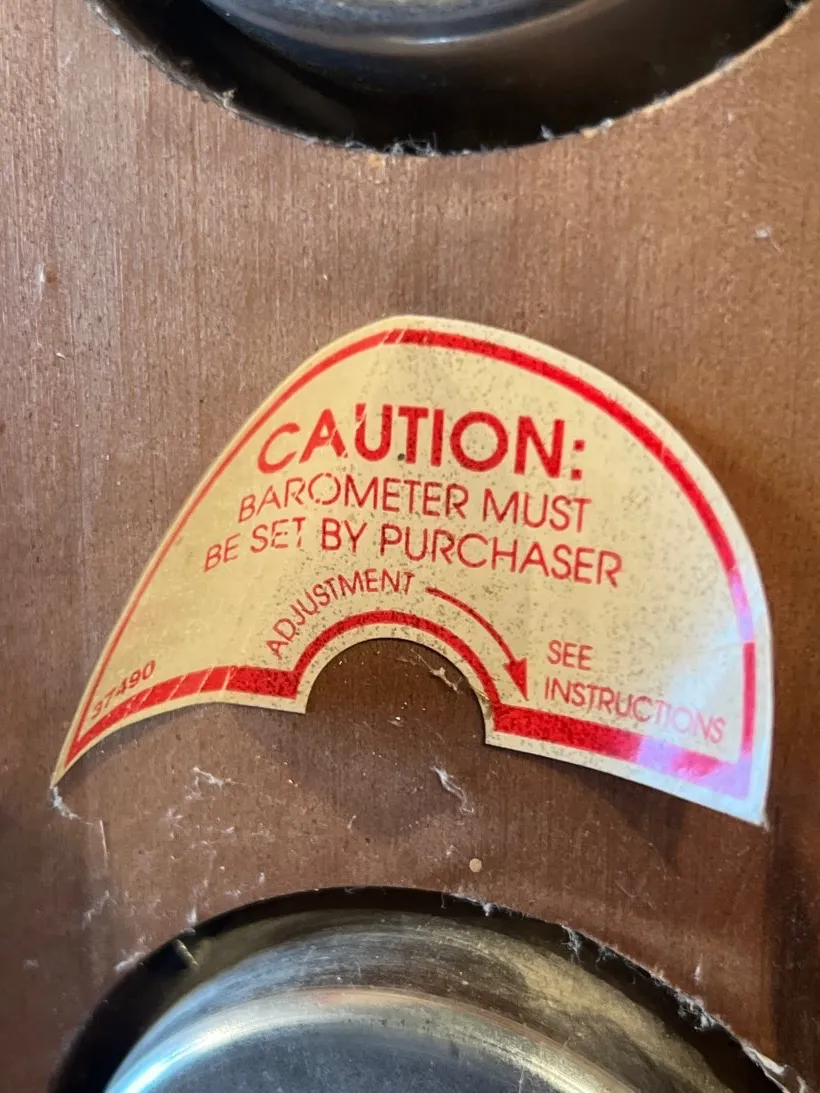 CAUTION:
BAROMETER MUST
BE SET BY PURCHASER
ADJUSTMENT
SEE
INSTRUCTIONS
37490